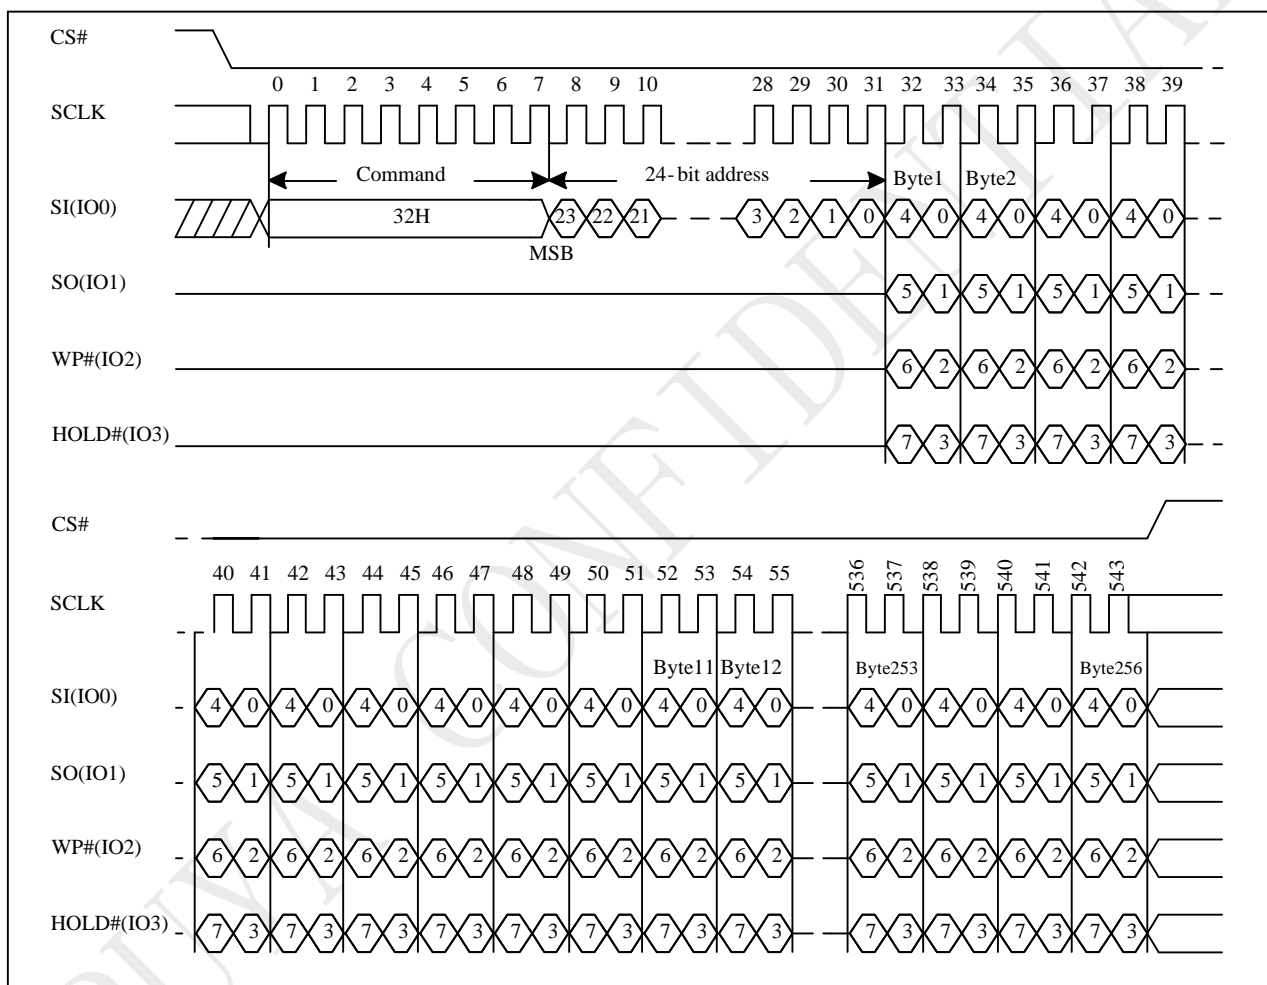 CS#
0 1 2 3 4 5 6 7 8 9 10 28 29 30 31 32 33 34 35 36 37 38 39
SCLK
Command 24-bit address Byte1 Byte2
SI(IO0) 32H 23 22 21 3 2 1 0 4 0 4 0 4 0 4 0
MSB
SO(IO1) 5 1 5 1 5 1 5 1
WP#(IO2) 6 2 6 2 6 2 6 2
HOLD#(IO3) 7 3 7 3 7 3 7 3
CS#
40 41 42 43 44 45 46 47 48 49 50 51 52 53 54 55 536 537 538 539 540 541 542 543
SCLK
Byte11 Byte12 Byte253 Byte256
SI(IO0) 4 0 4 0 4 0 4 0 4 0 4 0 4 0 4 0 4 0 4 0 4 0 4 0
SO(IO1) 5 1 5 1 5 1 5 1 5 1 5 1 5 1 5 1 5 1 5 1 5 1 5 1
WP#(IO2) 6 2 6 2 6 2 6 2 6 2 6 2 6 2 6 2 6 2 6 2 6 2 6 2
HOLD#(IO3) 7 3 7 3 7 3 7 3 7 3 7 3 7 3 7 3 7 3 7 3 7 3 7 3